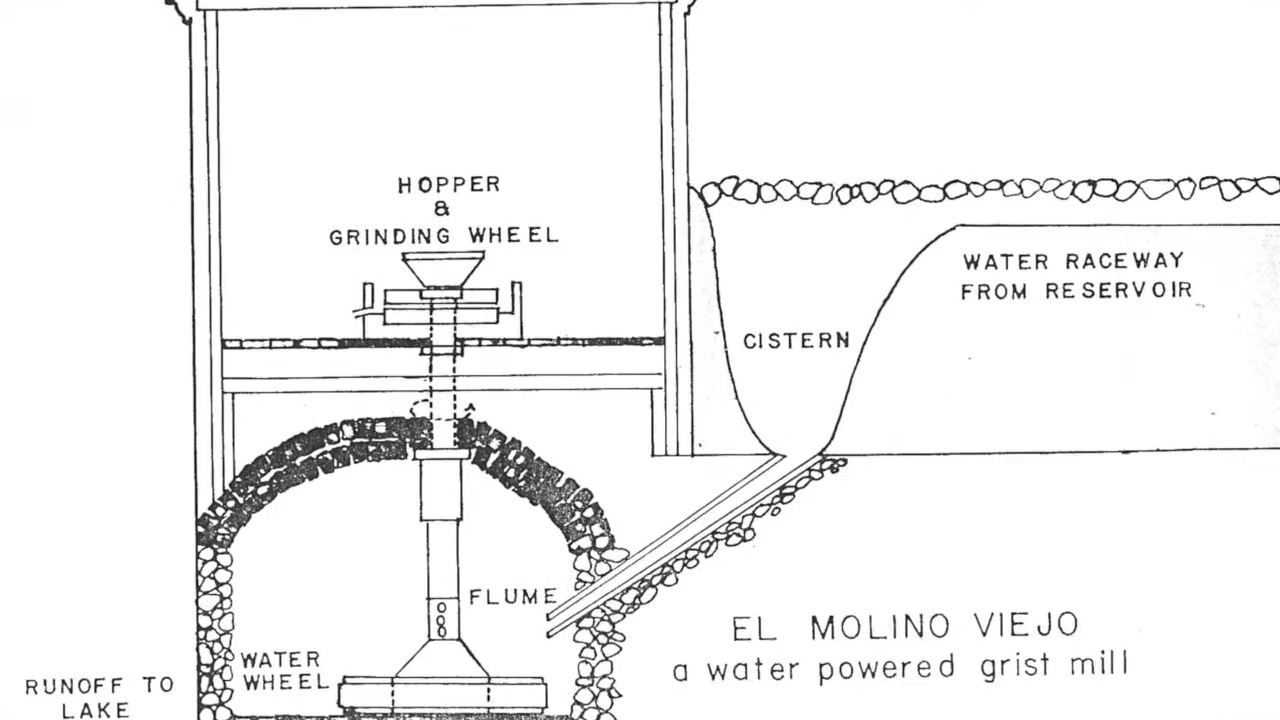 HOPPER
&
GRINDING WHEEL
WATER RACEWAY
FROM RESERVOIR
CISTERN
FLUME
EL MOLINO VIEJO
a water powered grist mill
WATER
WHEEL
RUNOFF TO
LAKE